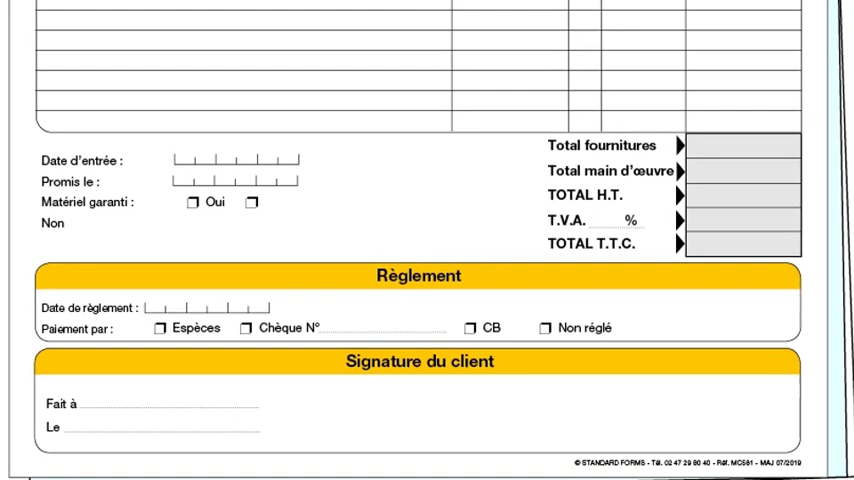 Total fournitures
Date d'entrée :
Total main d'œuvre
Promis le :
TOTAL H.T.
Matériel garanti : Oui
T.V.A. %
Non
TOTAL T.T.C.
Règlement
Date de règlement :
Paiement par : Espèces Chèque N° CB Non réglé
Signature du client
Fait à
Le
© STANDARD FORMS - Tél. 02 47 29 60 40 - Réf. MC561 - MAJ 07/2019